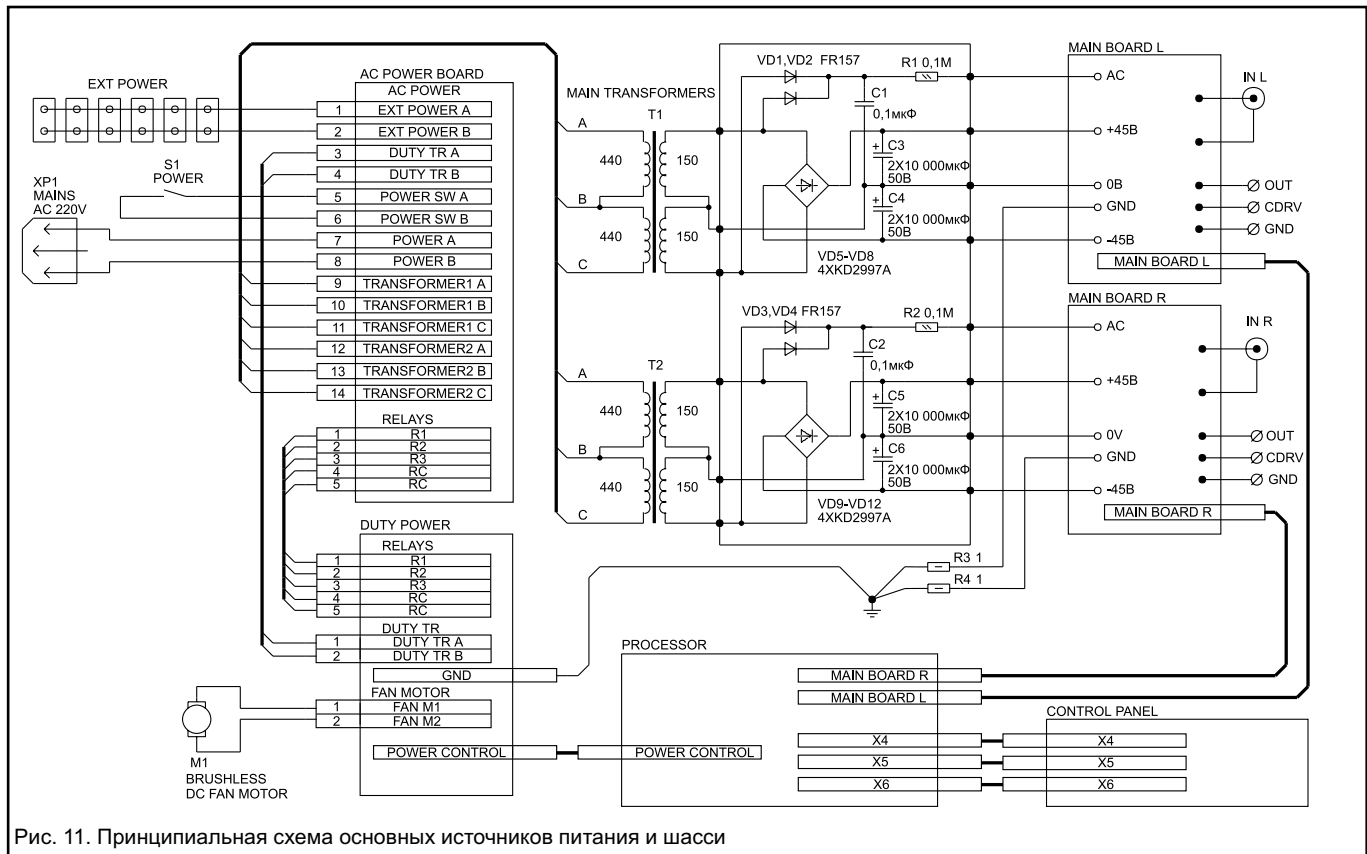 EXT POWER
S1
POWER
XP1
MAINS
AC 220V
AC POWER BOARD
AC POWER
1 EXT POWER A
2 EXT POWER B
3 DUTY TR A
4 DUTY TR B
5 POWER SW A
6 POWER SW B
7 POWER A
8 POWER B
9 TRANSFORMER1 A
10 TRANSFORMER1 B
11 TRANSFORMER1 C
12 TRANSFORMER2 A
13 TRANSFORMER2 B
14 TRANSFORMER2 C
RELAYS
1 R1
2 R2
3 R3
4 RC
5 RC
DUTY POWER
RELAYS
1 R1
2 R2
3 R3
4 RC
5 RC
DUTY TR
1 DUTY TR A
2 DUTY TR B
GND
FAN MOTOR
1 FAN M1
2 FAN M2
POWER CONTROL
M1
BRUSHLESS
DC FAN MOTOR
MAIN TRANSFORMERS
T1
A
440 150
B
440 150
C
T2
A
440 150
B
440 150
C
VD1,VD2 FR157
R1 0,1M
C1
0,1мкФ
+ C3
2X10 000мкФ
50В
+ C4
2X10 000мкФ
50В
VD5-VD8
4XKD2997A
VD3,VD4 FR157
R2 0,1M
C2
0,1мкФ
+ C5
2X10 000мкФ
50В
+ C6
2X10 000мкФ
50В
VD9-VD12
4XKD2997A
R3 1
R4 1
MAIN BOARD L
AC
+45В
0В
GND
-45В
MAIN BOARD L
IN L
OUT
CDRV
GND
MAIN BOARD R
AC
+45В
0V
GND
-45В
MAIN BOARD R
IN R
OUT
CDRV
GND
PROCESSOR
MAIN BOARD R
MAIN BOARD L
POWER CONTROL
X4
X5
X6
CONTROL PANEL
X4
X5
X6
Рис. 11. Принципиальная схема основных источников питания и шасси